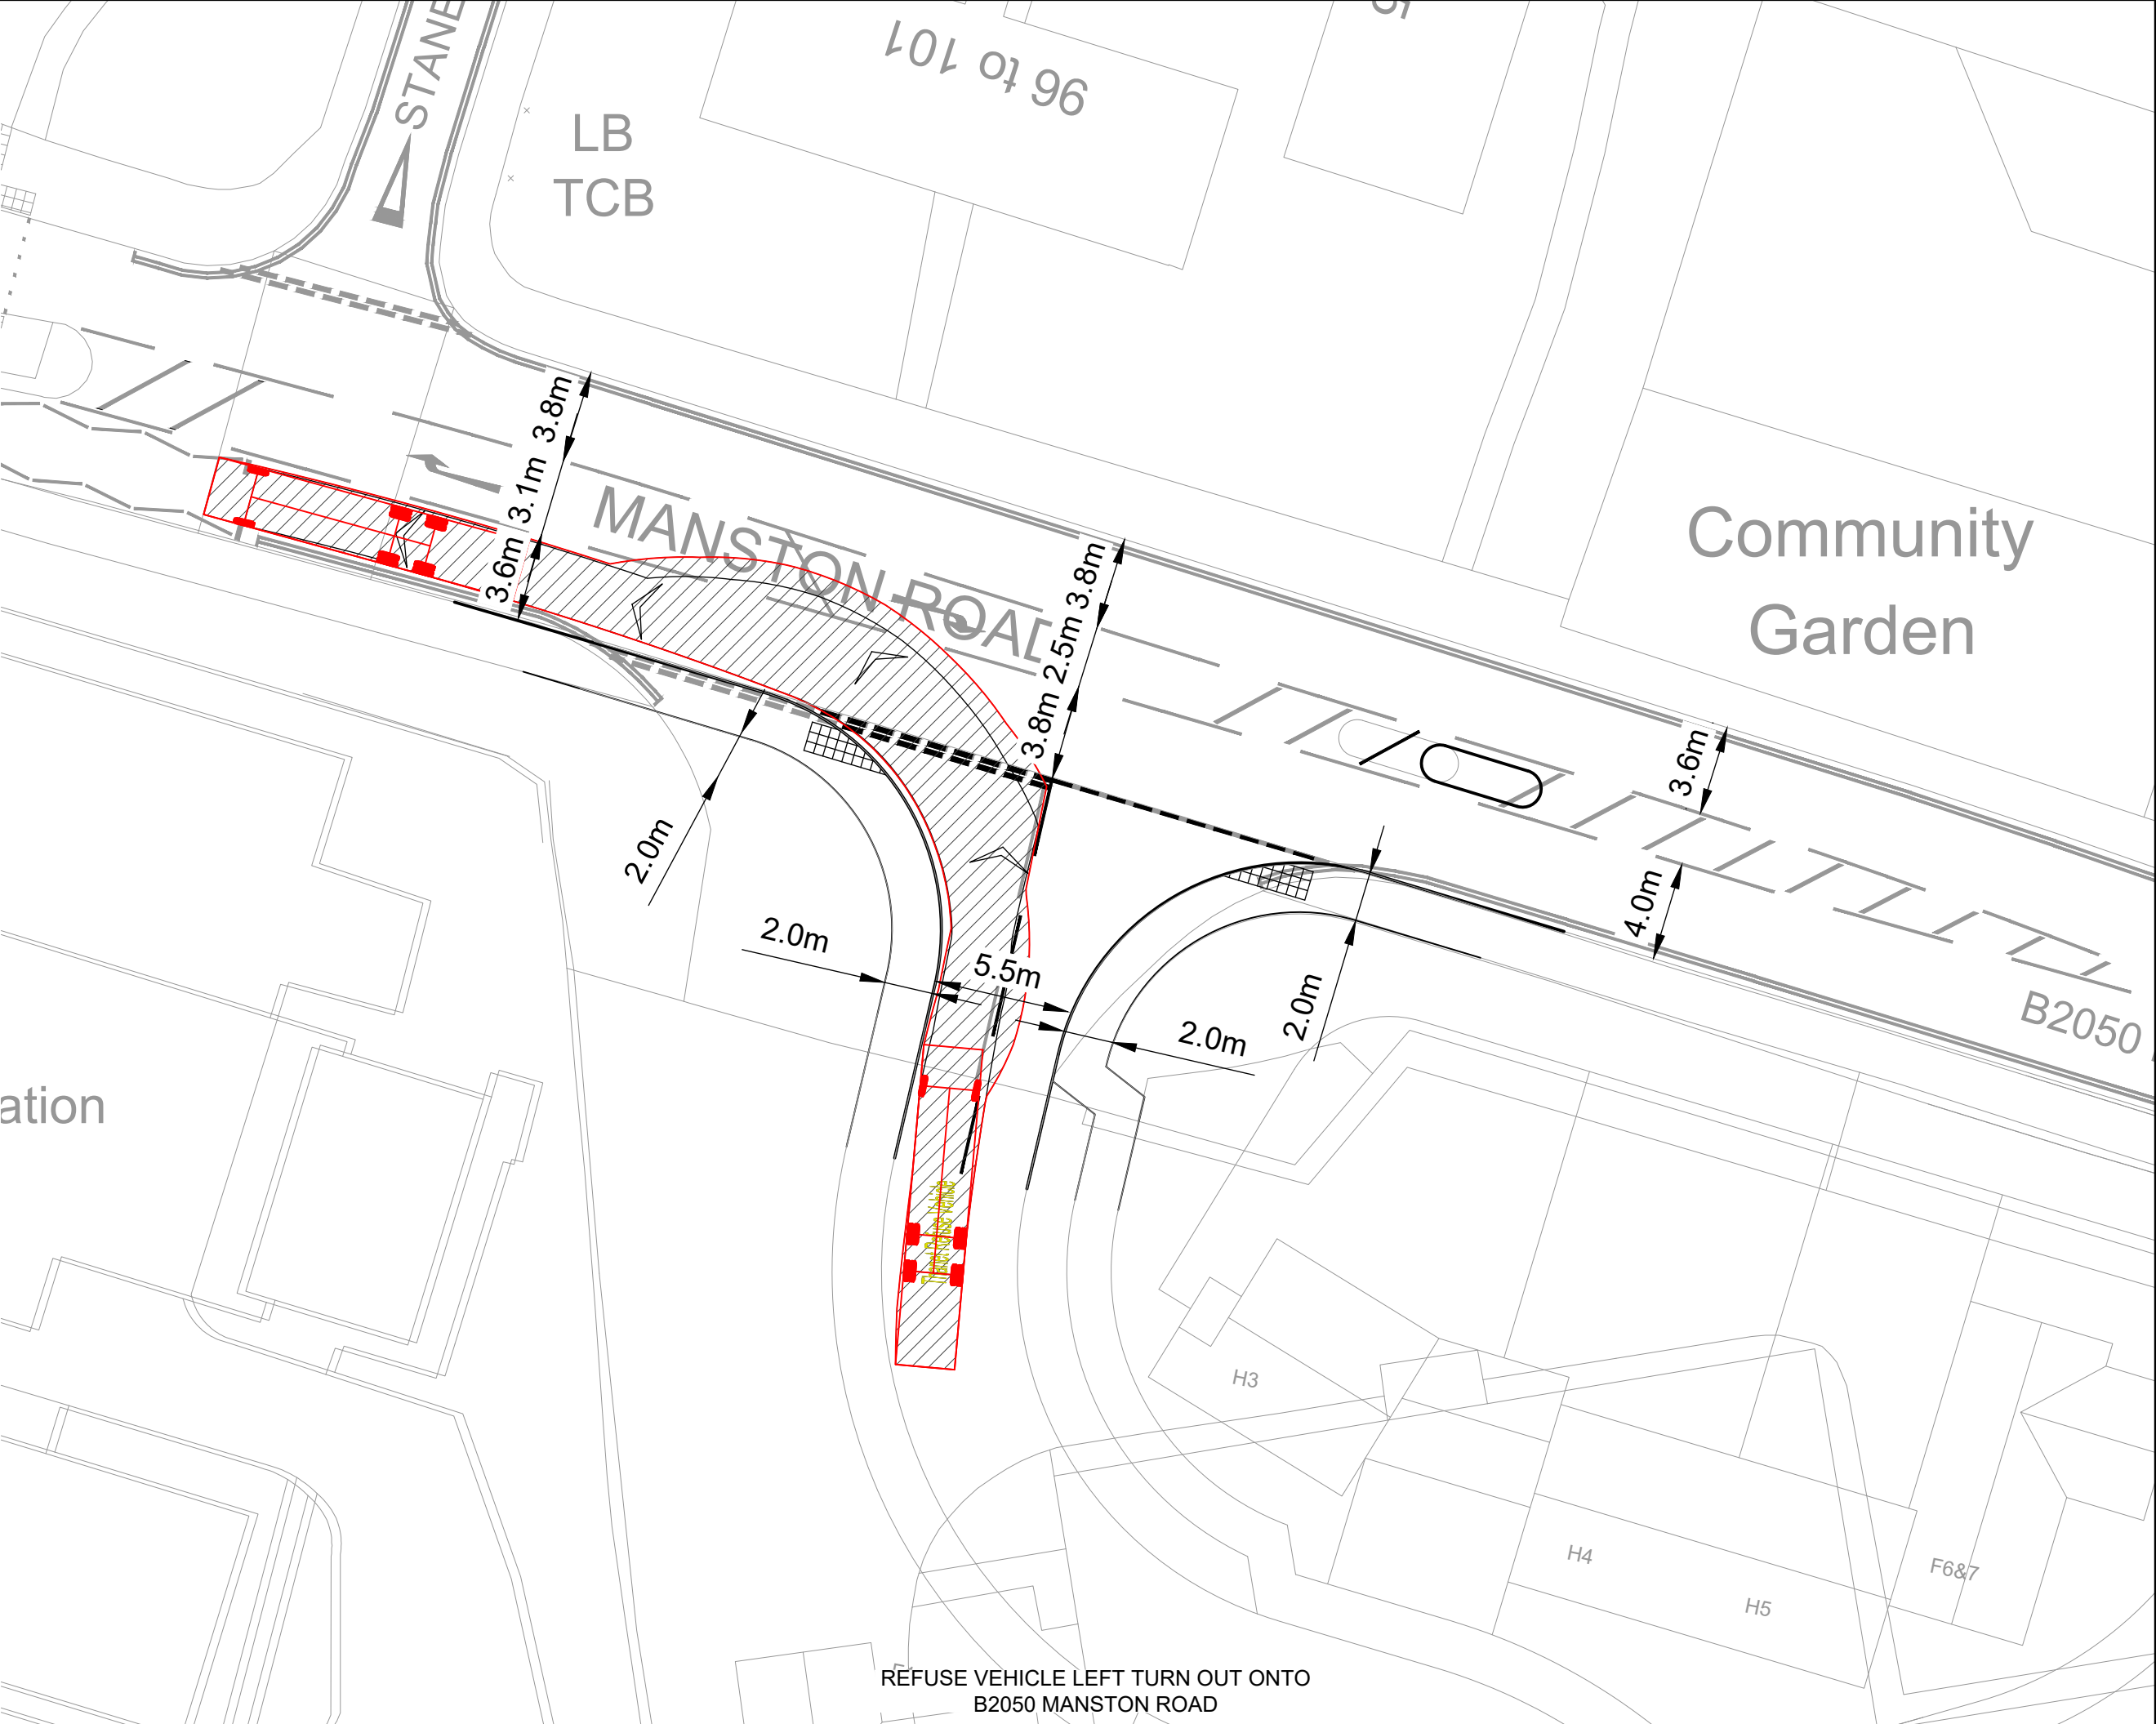 STANE
96 to 101
LB
TCB
3.8m
3.1m
3.6m
MANSTON ROAD
3.8m
2.5m
3.8m
Community
Garden
3.6m
4.0m
B2050
2.0m
2.0m
5.5m
2.0m
2.0m
ation
H3
H4
H5
F6&7
REFUSE VEHICLE LEFT TURN OUT ONTO
B2050 MANSTON ROAD